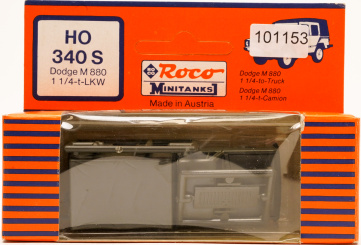 HO
340 S
Dodge M 880
1 1/4-t-LKW
ROCO
Roco
MINITANKS
Made in Austria
101153
Dodge M 880
1 1/4-to-Truck
Dodge M 880
1 1/4-t-Camion